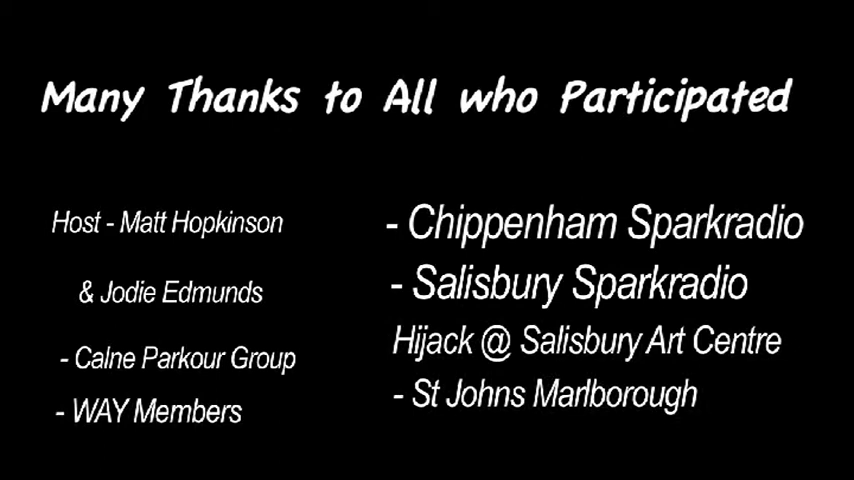 Many Thanks to All who Participated
Host - Matt Hopkinson
& Jodie Edmunds
- Calne Parkour Group
- WAY Members
- Chippenham Sparkradio
- Salisbury Sparkradio
Hijack @ Salisbury Art Centre
- St Johns Marlborough